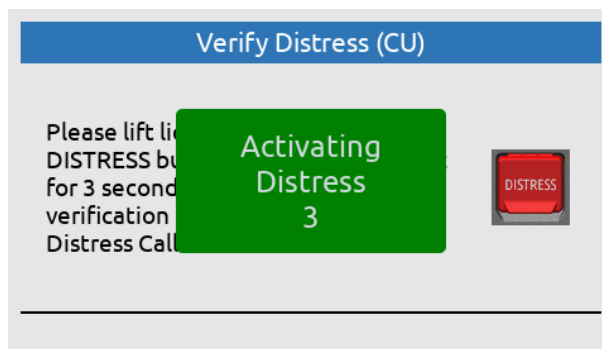 Verify Distress (CU)
Please lift
DISTRESS
for 3
verification
Distress
Activating
Distress
3
DISTRESS